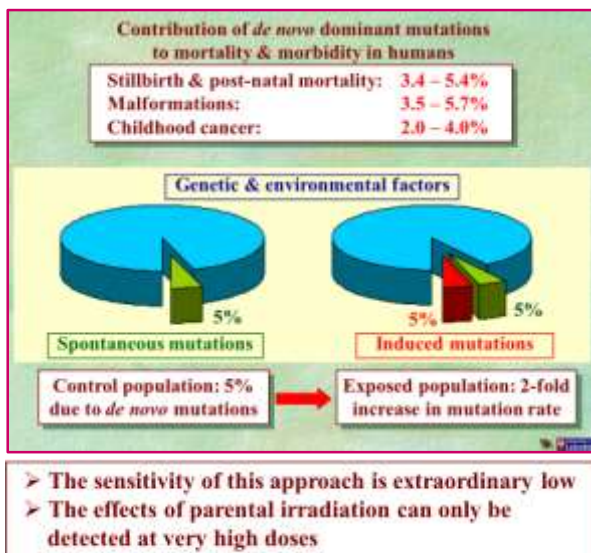 Contribution of de novo dominant mutations
to mortality & morbidity in humans
Stillbirth & post-natal mortality: 3.4 – 5.4%
Malformations: 3.5 – 5.7%
Childhood cancer: 2.0 – 4.0%
Genetic & environmental factors
5%
5%
5%
Spontaneous mutations
Induced mutations
Control population: 5%
due to de novo mutations
Exposed population: 2-fold
increase in mutation rate
➢ The sensitivity of this approach is extraordinary low
➢ The effects of parental irradiation can only be
detected at very high doses